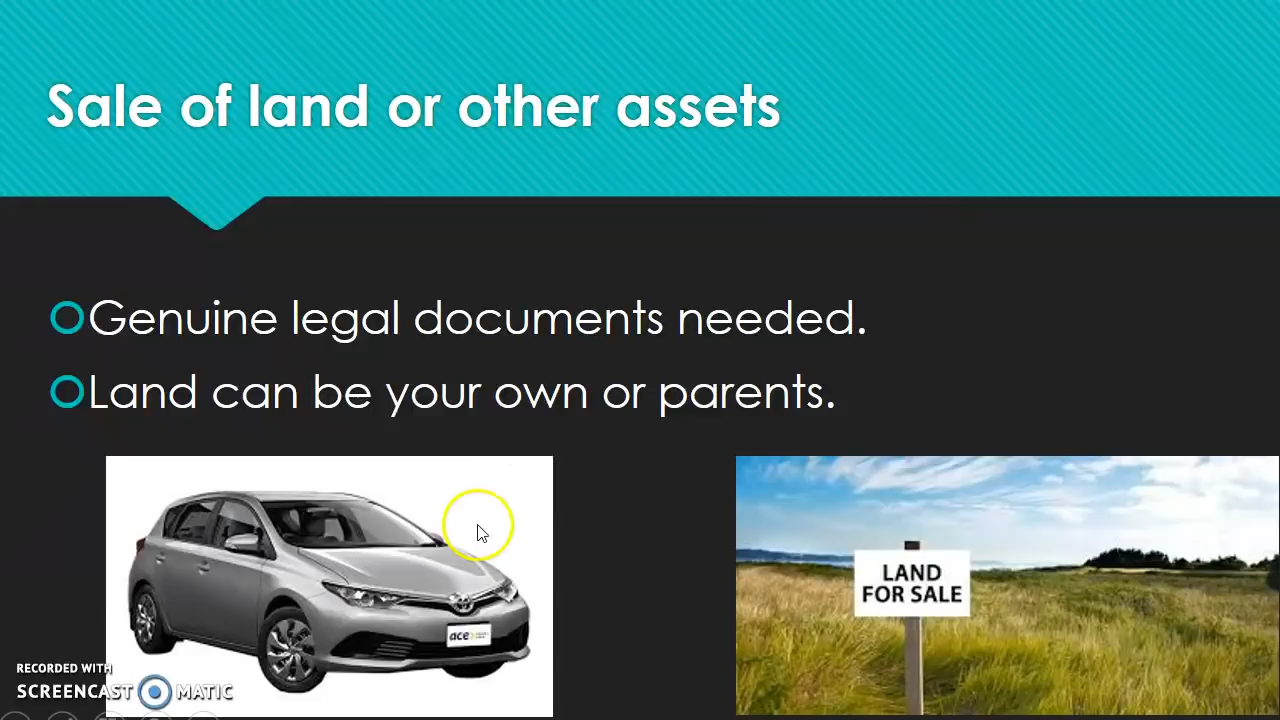 Sale of land or other assets
Genuine legal documents needed.
Land can be your own or parents.
LAND
FOR SALE
ace
RECORDED WITH
SCREENCAST MATIC